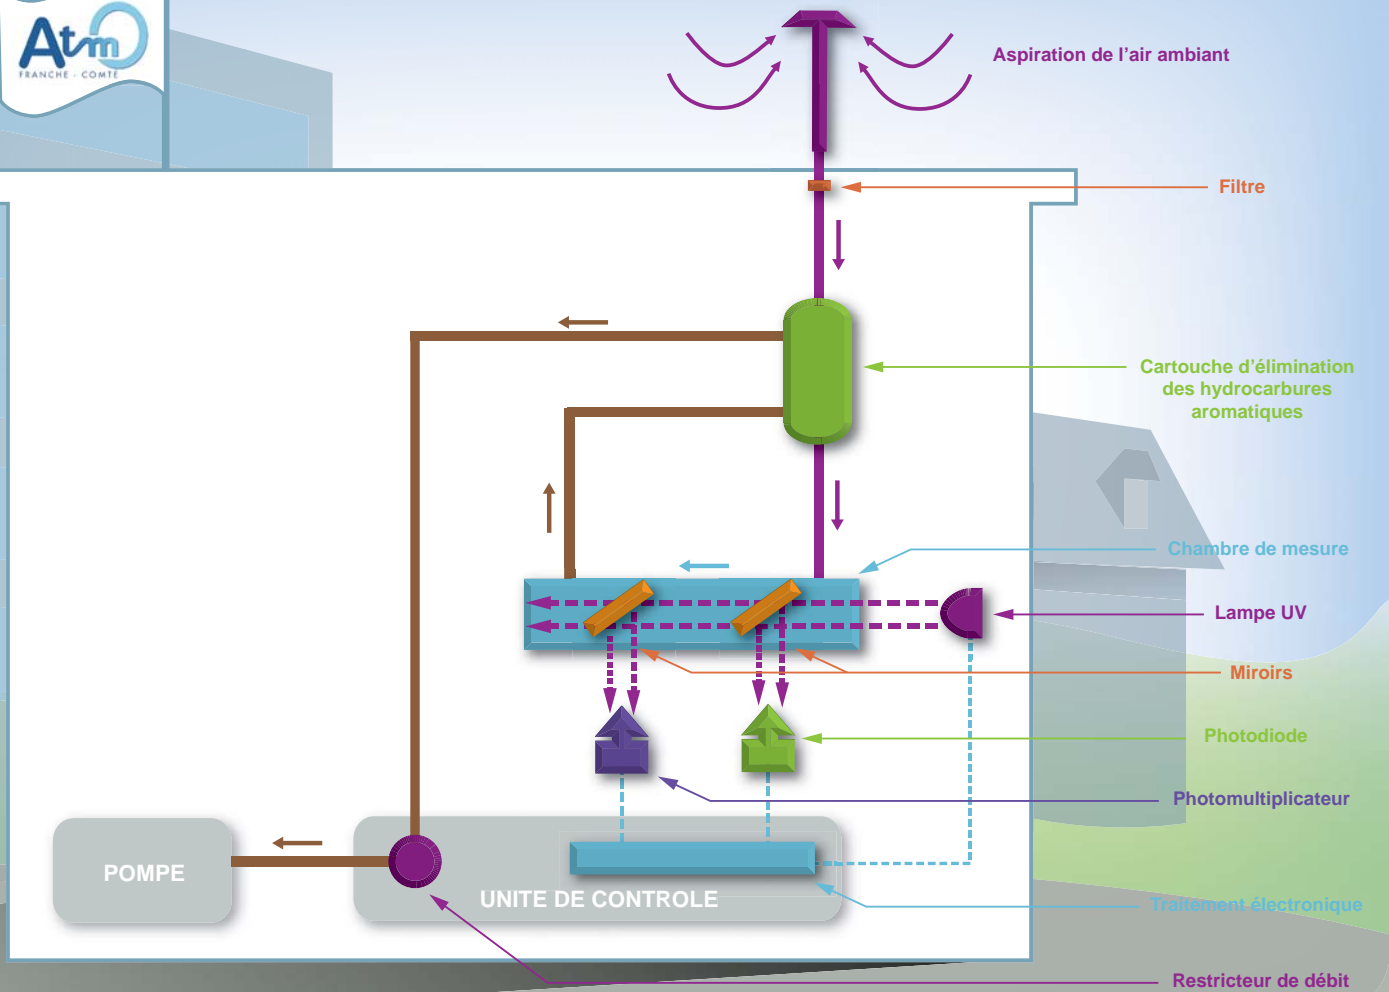 Atm
FRANCHE - COMTÉ
Aspiration de l'air ambiant
Filtre
Cartouche d'élimination
des hydrocarbures
aromatiques
Chambre de mesure
Lampe UV
Miroirs
Photodiode
Photomultiplicateur
POMPE
UNITE DE CONTROLE
Traitement électronique
Restricteur de débit